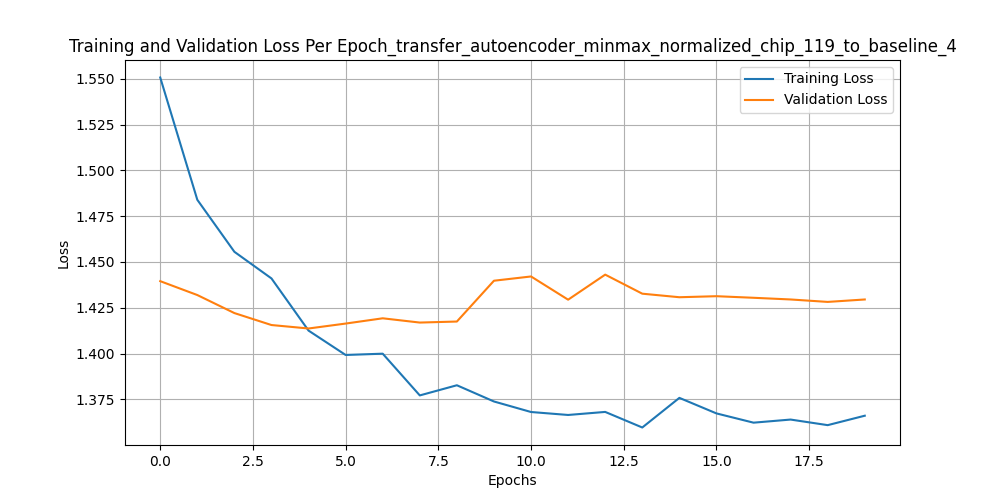 Training and Validation Loss Per Epoch_transfer_autoencoder_minmax_normalized_chip_119_to_baseline_4
Training Loss
Validation Loss
1.550
1.525
1.500
1.475
1.450
1.425
1.400
1.375
Loss
0.0 2.5 5.0 7.5 10.0 12.5 15.0 17.5
Epochs